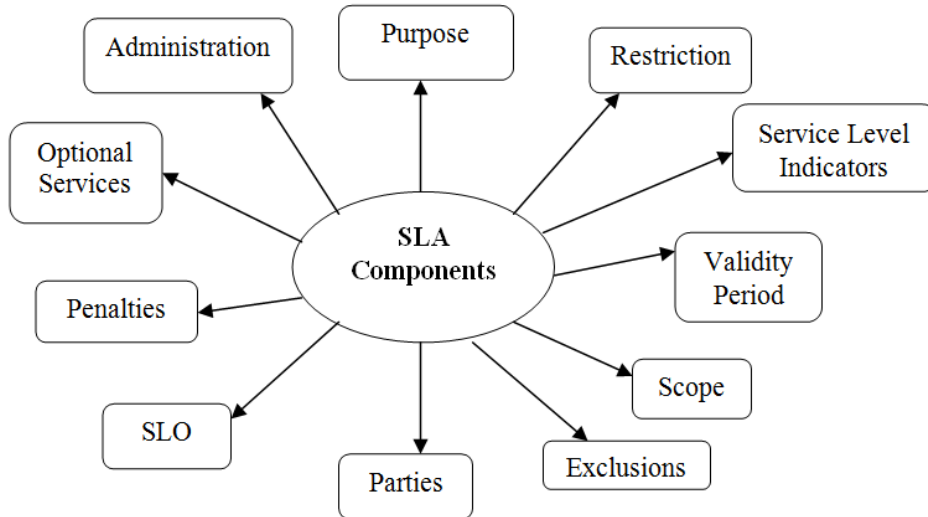 Purpose
Administration
Restriction
Service Level
Indicators
Optional
Services
SLA
Components
Validity
Period
Penalties
Scope
SLO
Exclusions
Parties